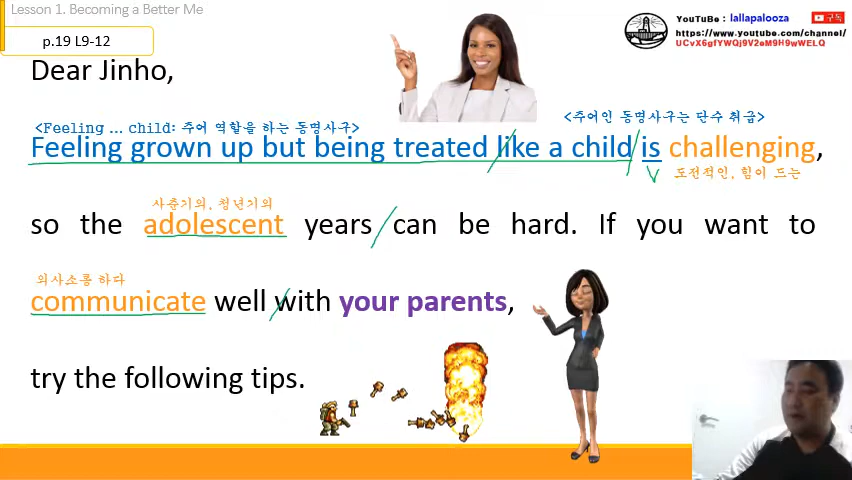 Lesson 1. Becoming a Better Me
p.19 L9-12
YouTuBe : lallapalooza
구독
https://www.youtube.com/channel/
UCvX6gfYWQj9V2eM9H9wWELQ
Dear Jinho,
<Feeling ... child: 주어 역할을 하는 동명사구>
<주어인 동명사구는 단수 취급>
Feeling grown up but being treated like a child is challenging,
V
도전적인, 힘이 드는
사춘기의, 청년기의
so the adolescent years can be hard. If you want to
의사소통 하다
communicate well with your parents,
try the following tips.